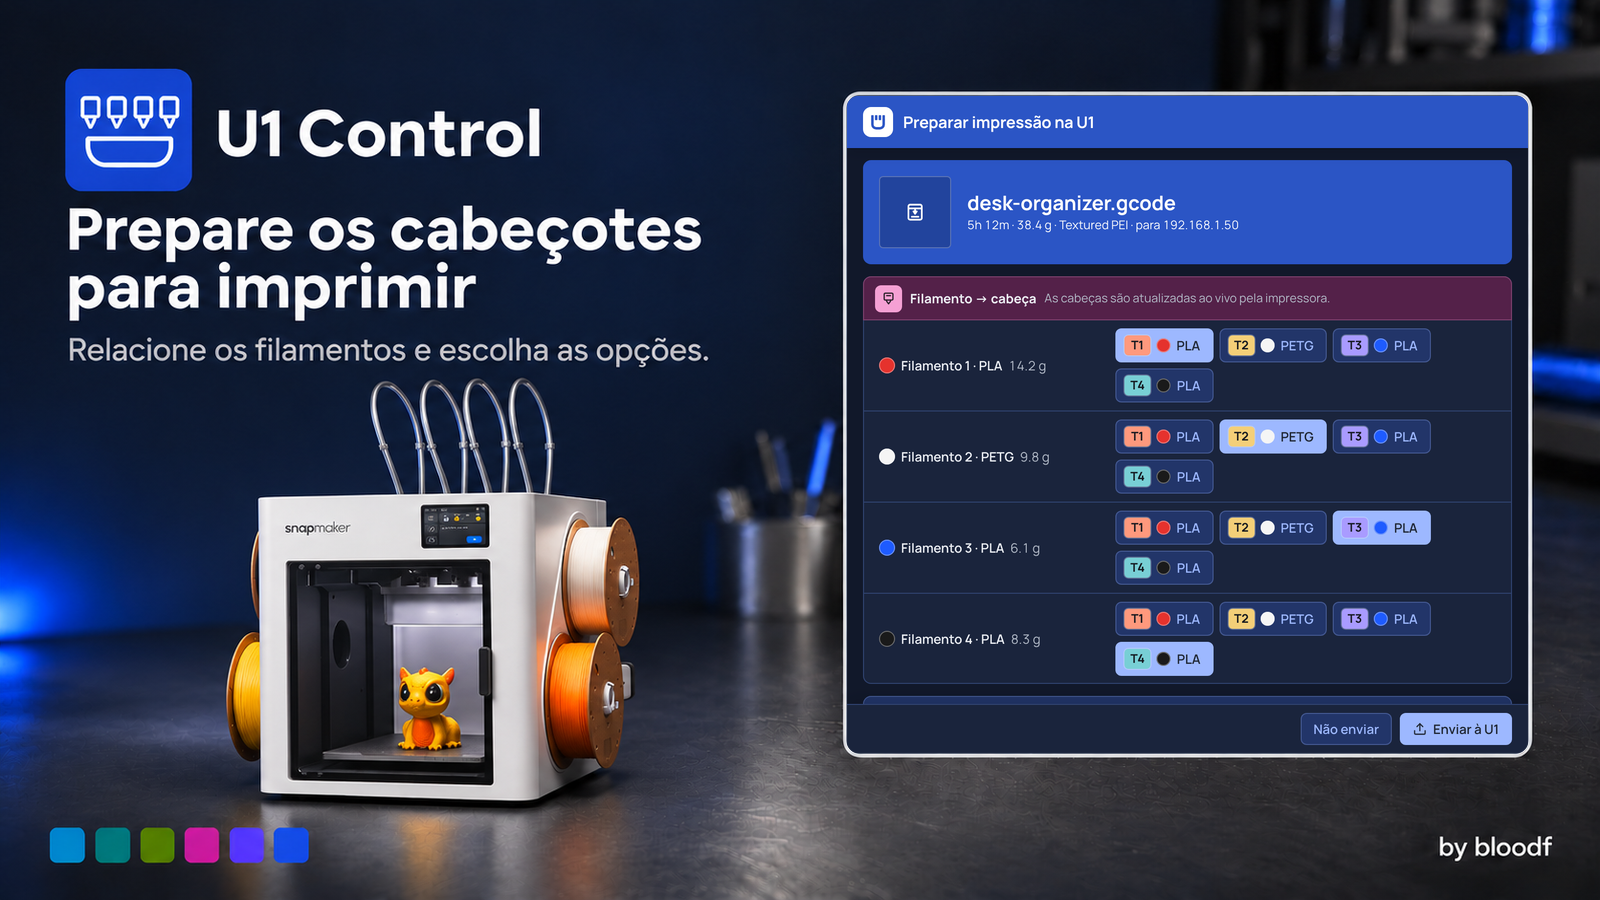 U1 Control
Prepare os cabeçotes
para imprimir
Relacione os filamentos e escolha as opções.
snapmaker
Preparar impressão na U1
desk-organizer.gcode
5h 12m · 38.4 g · Textured PEI · para 192.168.1.50
Filamento → cabeça As cabeças são atualizadas ao vivo pela impressora.
Filamento 1 · PLA 14.2 g
T1 PLA T2 PETG T3 PLA
T4 PLA
Filamento 2 · PETG 9.8 g
T1 PLA T2 PETG T3 PLA
T4 PLA
Filamento 3 · PLA 6.1 g
T1 PLA T2 PETG T3 PLA
T4 PLA
Filamento 4 · PLA 8.3 g
T1 PLA T2 PETG T3 PLA
T4 PLA
Não enviar
Enviar à U1
by bloodf